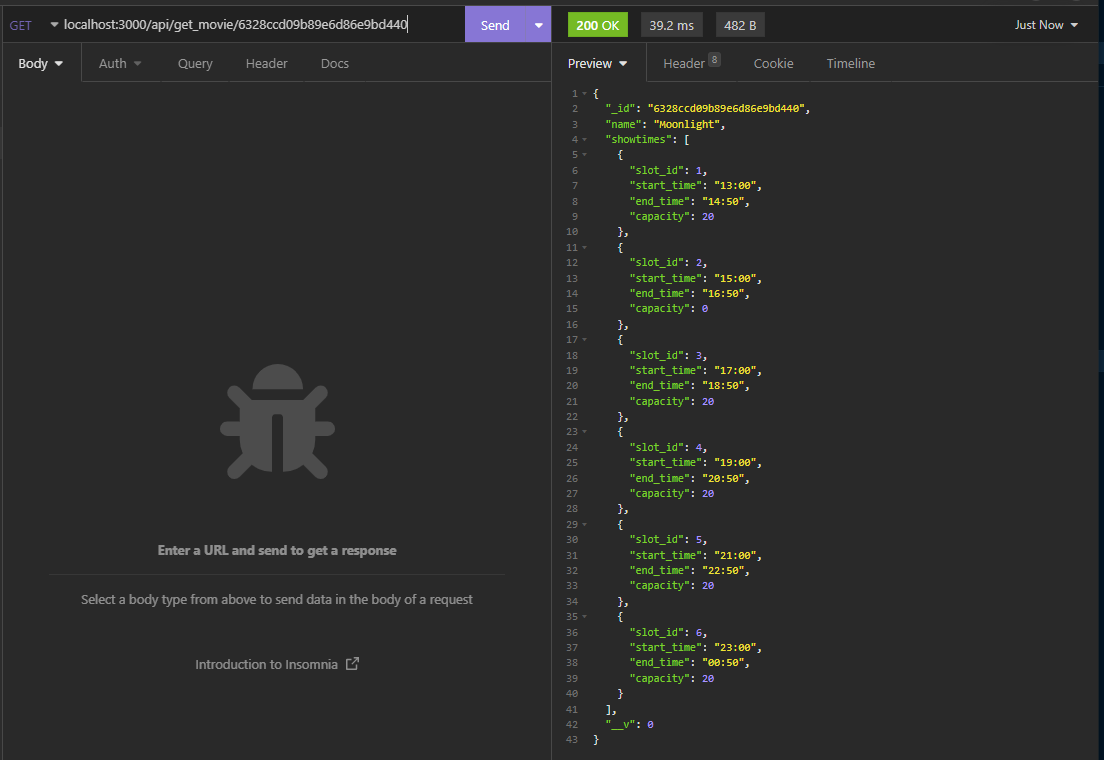 GET localhost:3000/api/get_movie/6328ccd09b89e6d86e9bd440 Send 200 OK 39.2 ms 482 B Just Now
Body Auth Query Header Docs Preview Header 8 Cookie Timeline
Enter a URL and send to get a response
Select a body type from above to send data in the body of a request
Introduction to Insomnia
1 {
2 "_id": "6328ccd09b89e6d86e9bd440",
3 "name": "Moonlight",
4 "showtimes": [
5 {
6 "slot_id": 1,
7 "start_time": "13:00",
8 "end_time": "14:50",
9 "capacity": 20
10 },
11 {
12 "slot_id": 2,
13 "start_time": "15:00",
14 "end_time": "16:50",
15 "capacity": 0
16 },
17 {
18 "slot_id": 3,
19 "start_time": "17:00",
20 "end_time": "18:50",
21 "capacity": 20
22 },
23 {
24 "slot_id": 4,
25 "start_time": "19:00",
26 "end_time": "20:50",
27 "capacity": 20
28 },
29 {
30 "slot_id": 5,
31 "start_time": "21:00",
32 "end_time": "22:50",
33 "capacity": 20
34 },
35 {
36 "slot_id": 6,
37 "start_time": "23:00",
38 "end_time": "00:50",
39 "capacity": 20
40 }
41 ],
42 "__v": 0
43 }